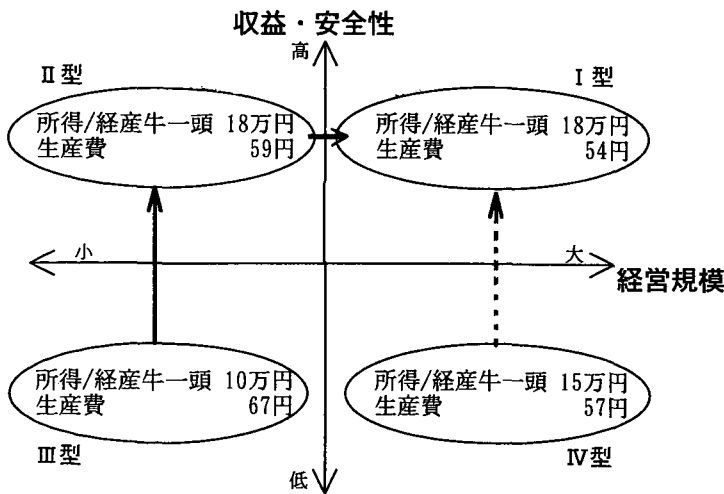 収益・安全性
高
Ⅱ型
Ⅰ型
所得/経産牛一頭 18万円
生産費 59円
所得/経産牛一頭 18万円
生産費 54円
小
大
経営規模
所得/経産牛一頭 10万円
生産費 67円
所得/経産牛一頭 15万円
生産費 57円
Ⅲ型
Ⅳ型
低